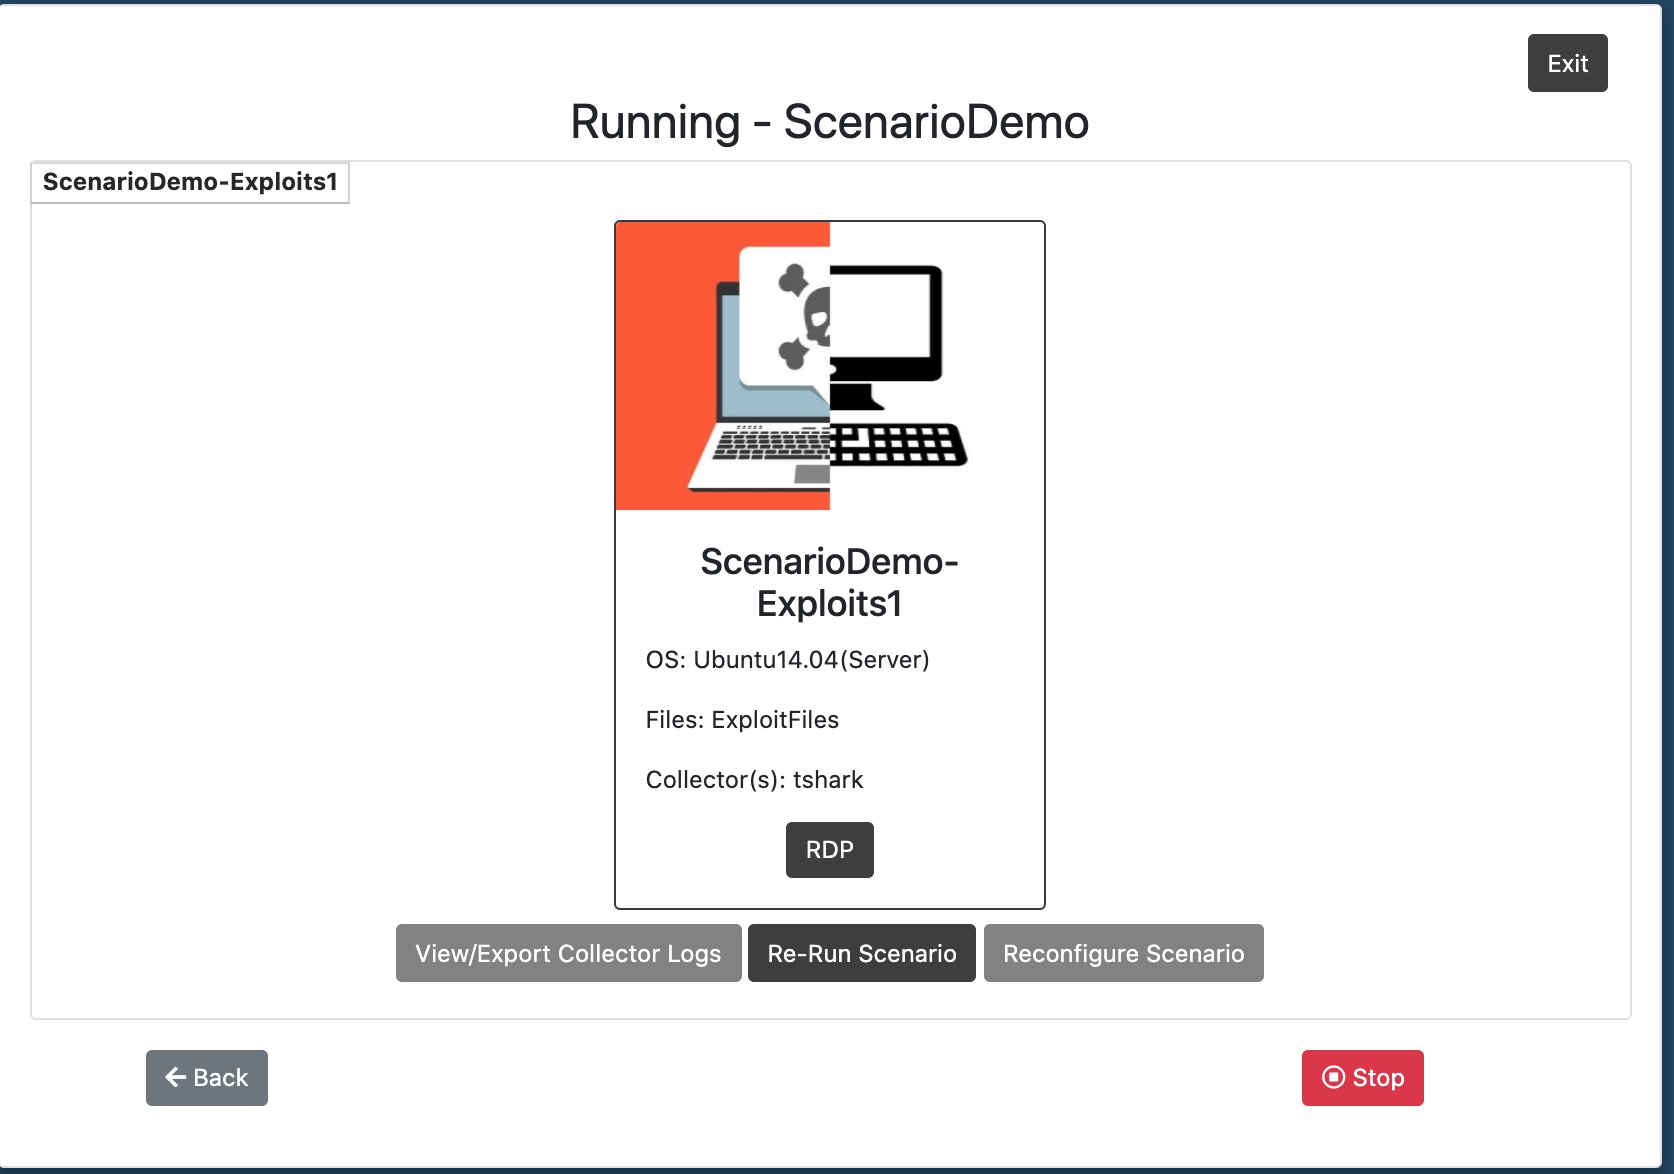 Exit
Running - ScenarioDemo
ScenarioDemo-Exploits1
ScenarioDemo-
Exploits1
OS: Ubuntu14.04(Server)
Files: ExploitFiles
Collector(s): tshark
RDP
View/Export Collector Logs
Re-Run Scenario
Reconfigure Scenario
Back
Stop